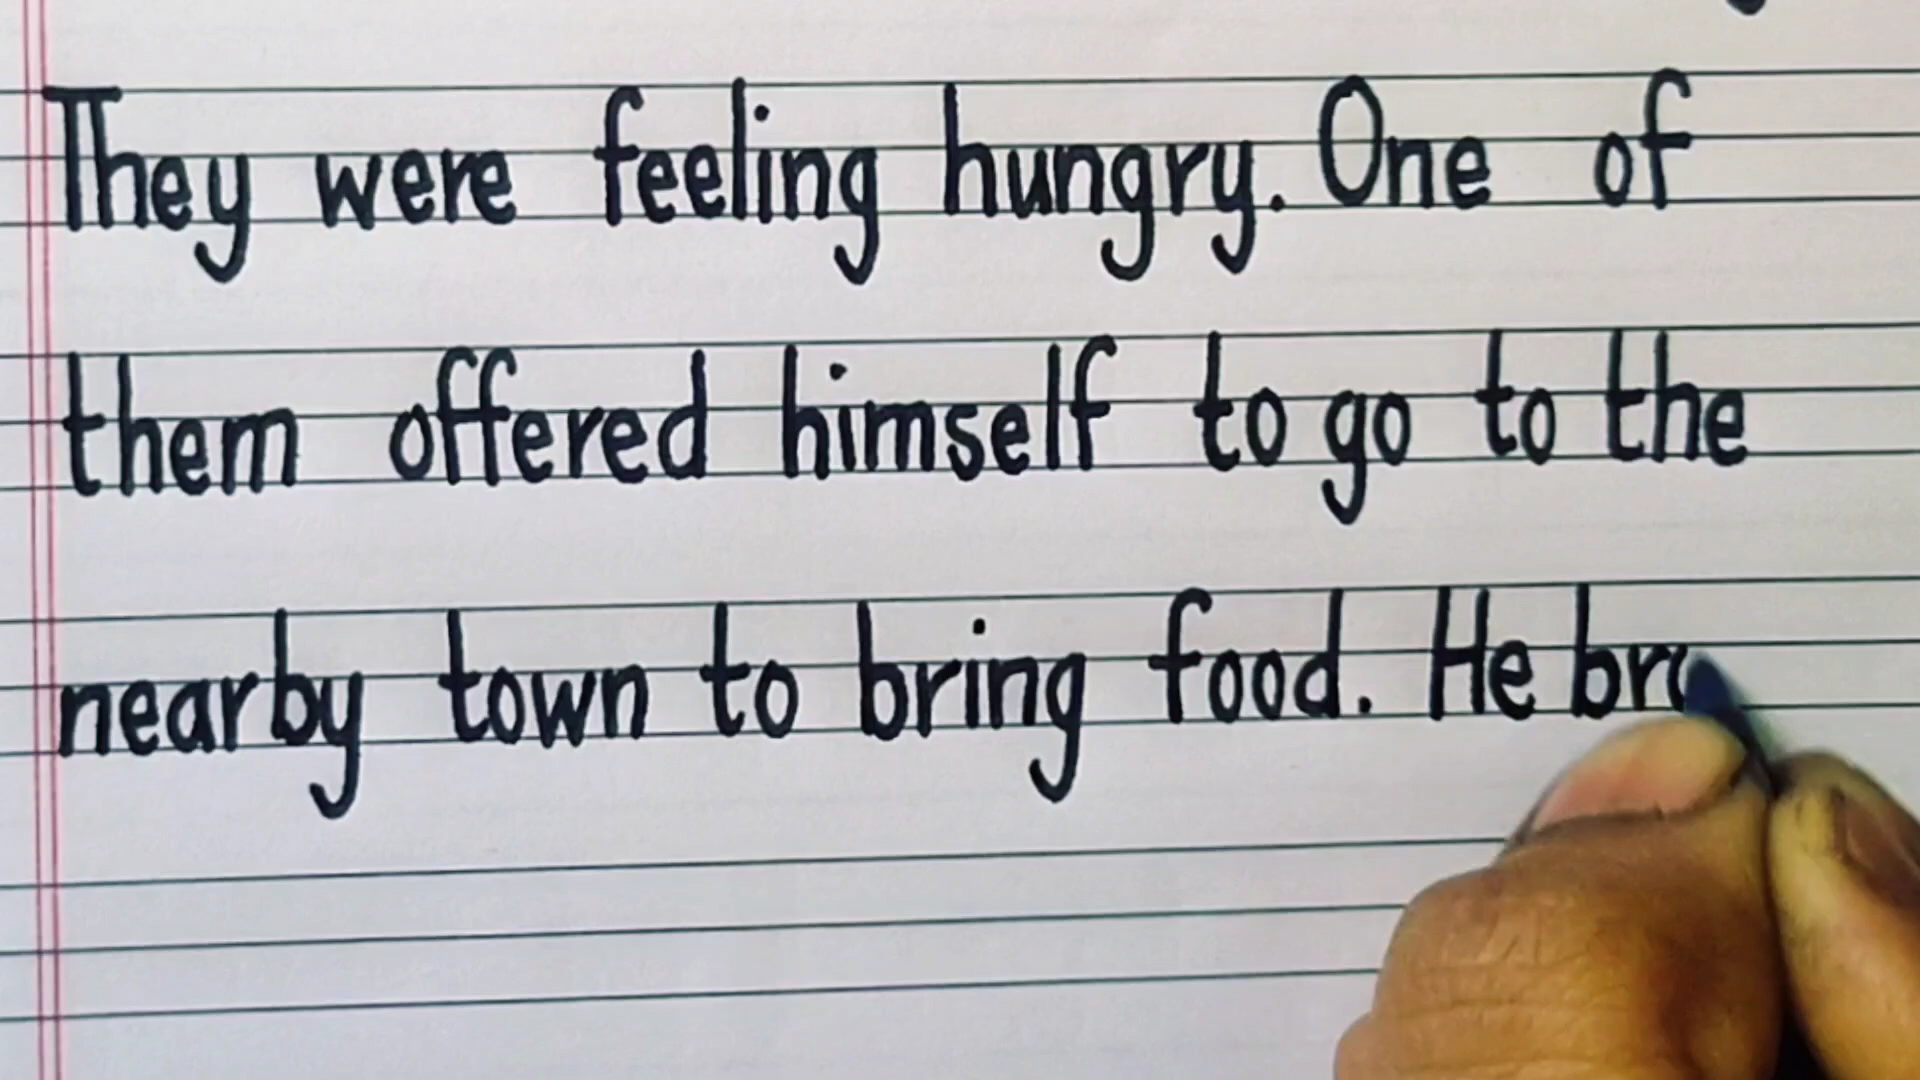 They were feeling hungry. One of
them offered himself to go to the
nearby town to bring food. He bro